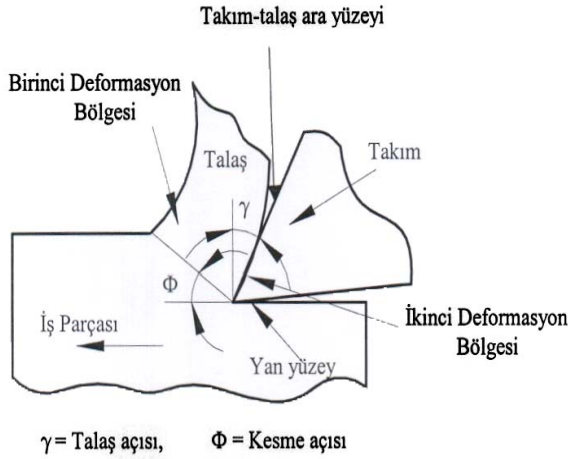 Takım-talaş ara yüzeyi
Birinci Deformasyon
Bölgesi
Talaş
Takım
γ
Φ
İş Parçası
İkinci Deformasyon
Bölgesi
Yan yüzey
γ = Talaş açısı, Φ = Kesme açısı